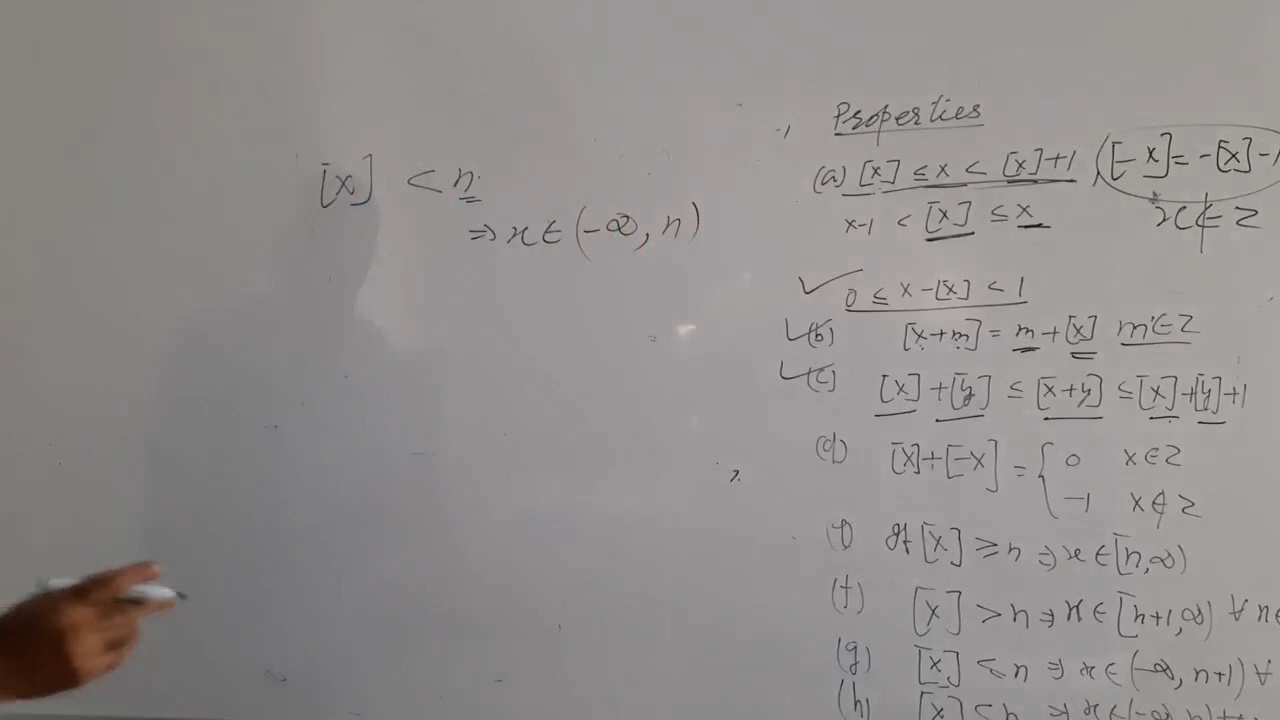 [x] < n
⇒ x ∈ (-∞, n)
Properties
(a) [x] ≤ x < [x]+1, [-x] = -[x]-1
x-1 < [x] ≤ x x ∉ Z
0 ≤ x-[x] < 1
(b) [x+m] = m+[x] m ∈ Z
(c) [x]+[y] ≤ [x+y] ≤ [x]+[y]+1
(d) [x]+[-x] = { 0 x ∈ Z
-1 x ∉ Z
If [x] ≥ n ⇒ x ∈ [n,∞)
(f) [x] > n ⇒ x ∈ [n+1,∞) ∀ n ∈
(g) [x] ≤ n ⇒ x ∈ (-∞, n+1) ∀
(h) [x] < n